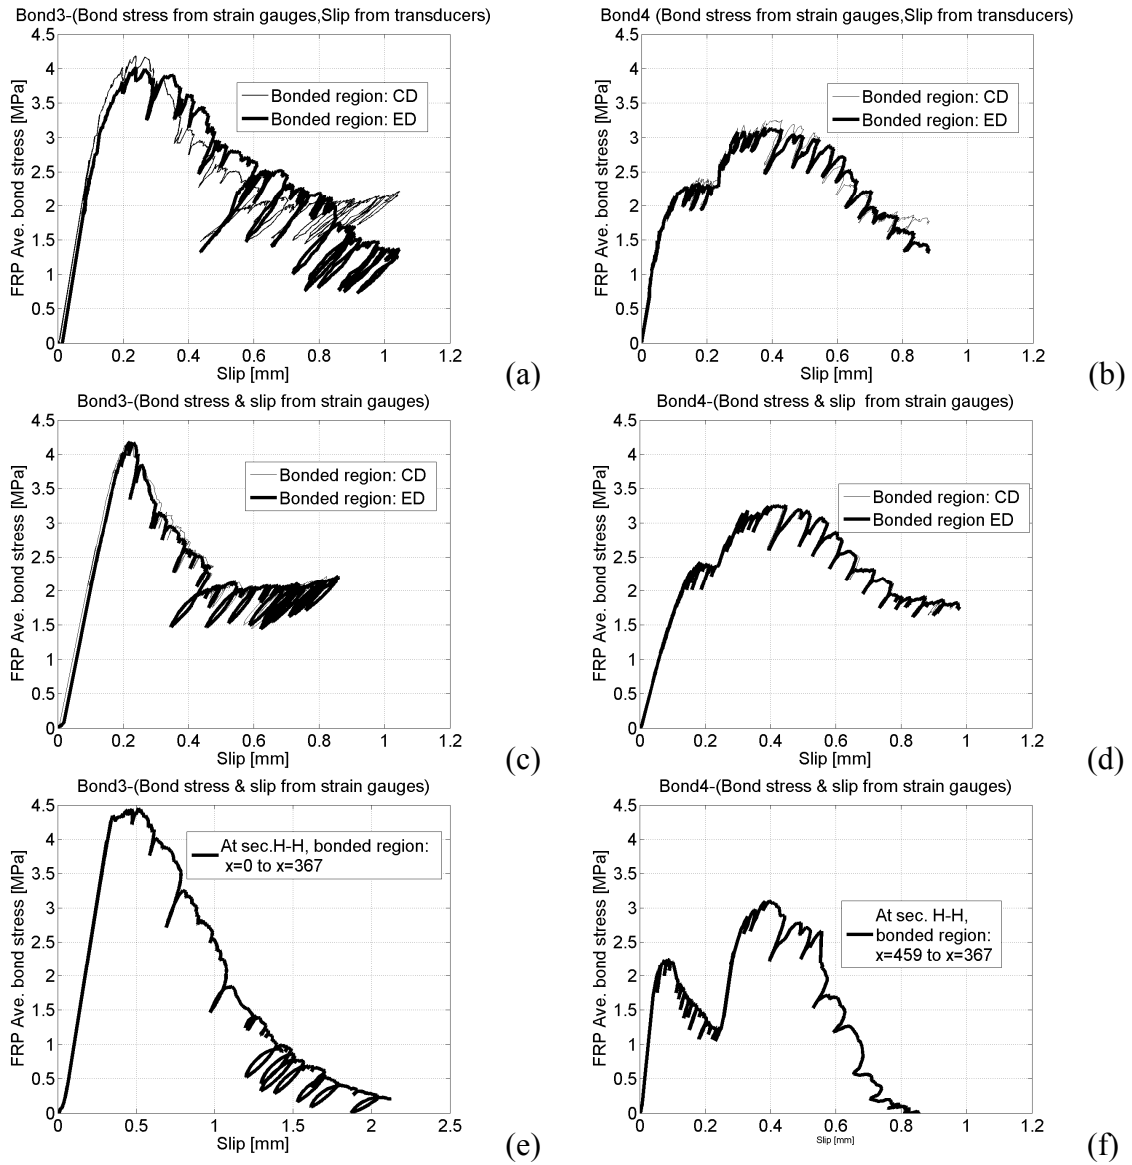 Bond3-(Bond stress from strain gauges,Slip from transducers)
FRP Ave. bond stress [MPa]
4.5
4
3.5
3
2.5
2
1.5
1
0.5
0
Bonded region: CD
Bonded region: ED
0 0.2 0.4 0.6 0.8 1 1.2
Slip [mm]
(a)
Bond4 (Bond stress from strain gauges,Slip from transducers)
FRP Ave. bond stress [MPa]
4.5
4
3.5
3
2.5
2
1.5
1
0.5
0
Bonded region: CD
Bonded region: ED
0 0.2 0.4 0.6 0.8 1 1.2
Slip [mm]
(b)
Bond3-(Bond stress & slip from strain gauges)
FRP Ave. bond stress [MPa]
4.5
4
3.5
3
2.5
2
1.5
1
0.5
0
Bonded region: CD
Bonded region: ED
0 0.2 0.4 0.6 0.8 1 1.2
Slip [mm]
(c)
Bond4-(Bond stress & slip from strain gauges)
FRP Ave. bond stress [MPa]
4.5
4
3.5
3
2.5
2
1.5
1
0.5
0
Bonded region: CD
Bonded region ED
0 0.2 0.4 0.6 0.8 1 1.2
Slip [mm]
(d)
Bond3-(Bond stress & slip from strain gauges)
FRP Ave. bond stress [MPa]
4.5
4
3.5
3
2.5
2
1.5
1
0.5
0
At sec.H-H, bonded region:
x=0 to x=367
0 0.5 1 1.5 2 2.5
Slip [mm]
(e)
Bond4-(Bond stress & slip from strain gauges)
FRP Ave. bond stress [MPa]
4.5
4
3.5
3
2.5
2
1.5
1
0.5
0
At sec. H-H,
bonded region:
x=459 to x=367
0 0.2 0.4 0.6 0.8 1 1.2
Slip [mm]
(f)